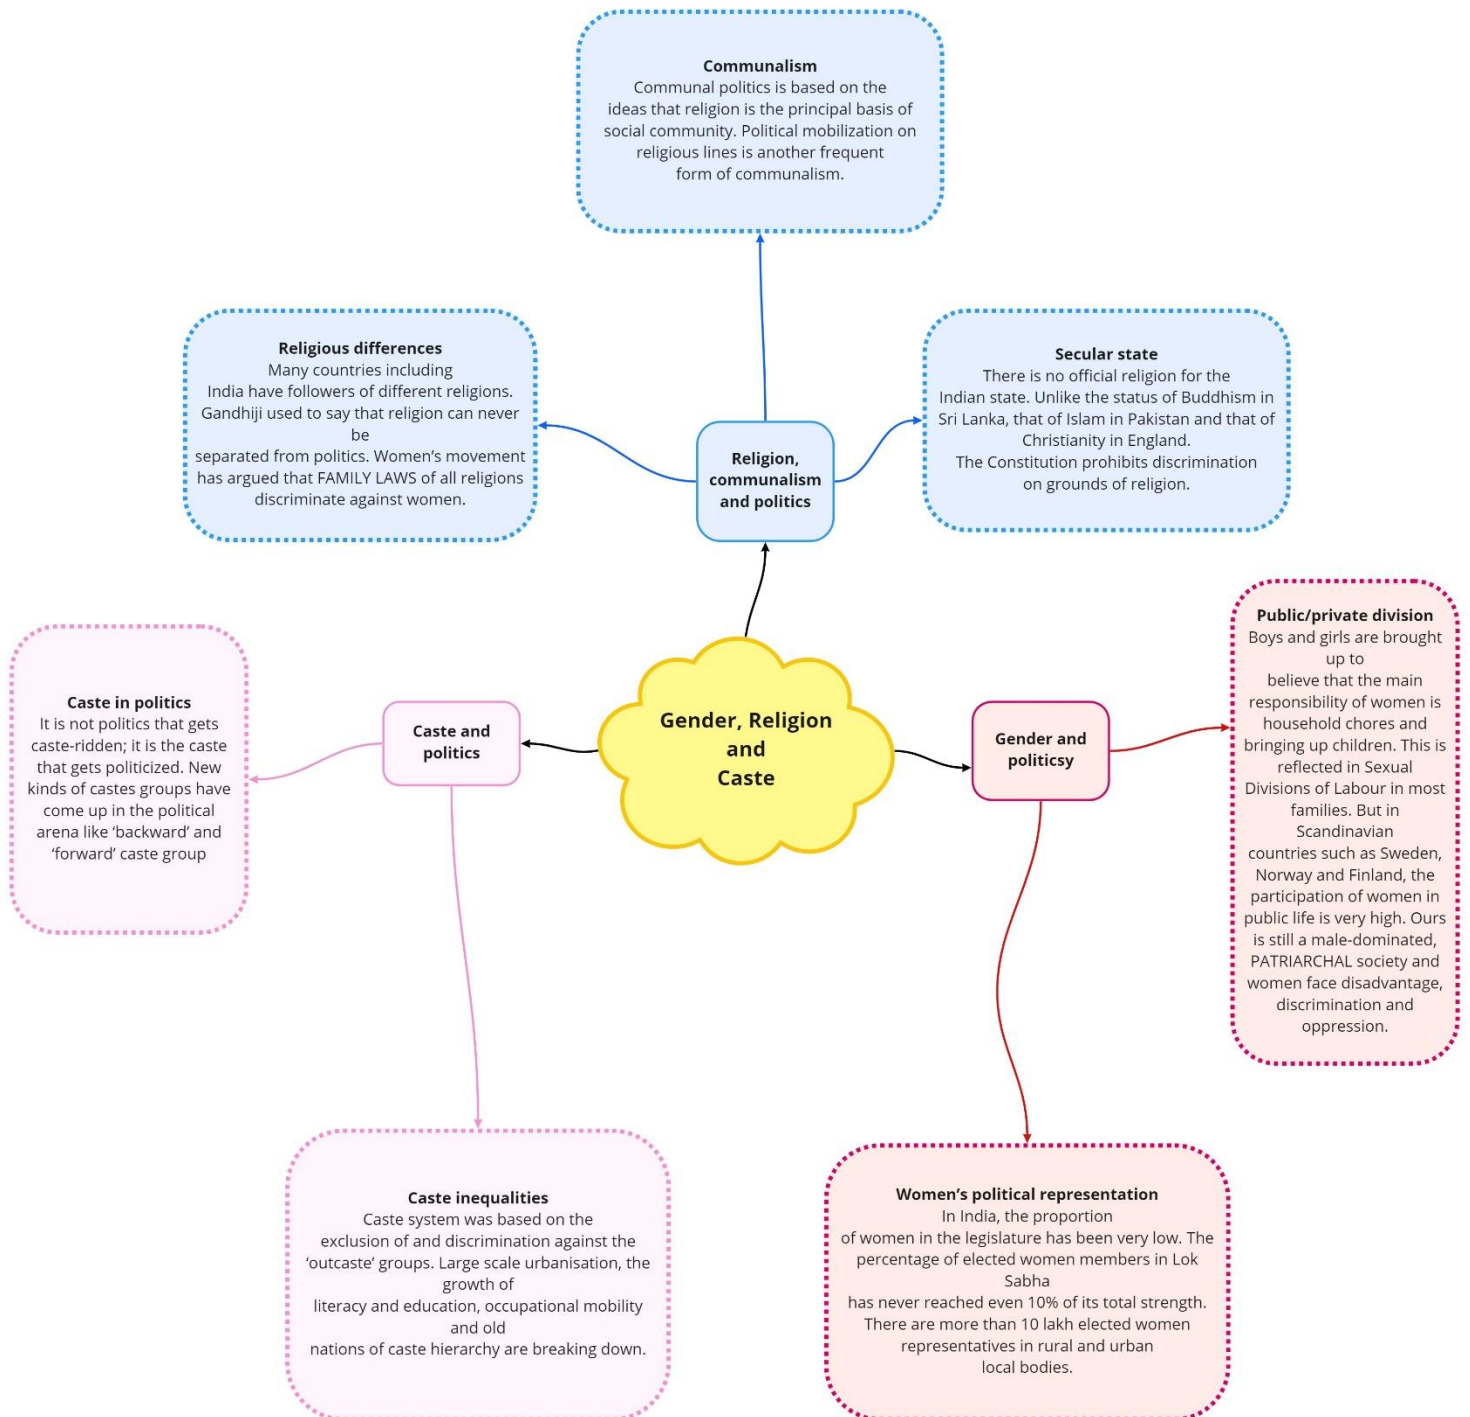 Communalism
Communal politics is based on the
ideas that religion is the principal basis of
social community. Political mobilization on
religious lines is another frequent
form of communalism.
Religious differences
Many countries including
India have followers of different religions.
Gandhiji used to say that religion can never
be
separated from politics. Women’s movement
has argued that FAMILY LAWS of all religions
discriminate against women.
Secular state
There is no official religion for the
Indian state. Unlike the status of Buddhism in
Sri Lanka, that of Islam in Pakistan and that of
Christianity in England.
The Constitution prohibits discrimination
on grounds of religion.
Religion,
communalism
and politics
Public/private division
Boys and girls are brought
up to
believe that the main
responsibility of women is
household chores and
bringing up children. This is
reflected in Sexual
Divisions of Labour in most
families. But in
Scandinavian
countries such as Sweden,
Norway and Finland, the
participation of women in
public life is very high. Ours
is still a male-dominated,
PATRIARCHAL society and
women face disadvantage,
discrimination and
oppression.
Caste in politics
It is not politics that gets
caste-ridden; it is the caste
that gets politicized. New
kinds of castes groups have
come up in the political
arena like ‘backward’ and
‘forward’ caste group
Caste and
politics
Gender, Religion
and
Caste
Gender and
politicsy
Caste inequalities
Caste system was based on the
exclusion of and discrimination against the
‘outcaste’ groups. Large scale urbanisation, the
growth of
literacy and education, occupational mobility
and old
nations of caste hierarchy are breaking down.
Women’s political representation
In India, the proportion
of women in the legislature has been very low. The
percentage of elected women members in Lok
Sabha
has never reached even 10% of its total strength.
There are more than 10 lakh elected women
representatives in rural and urban
local bodies.